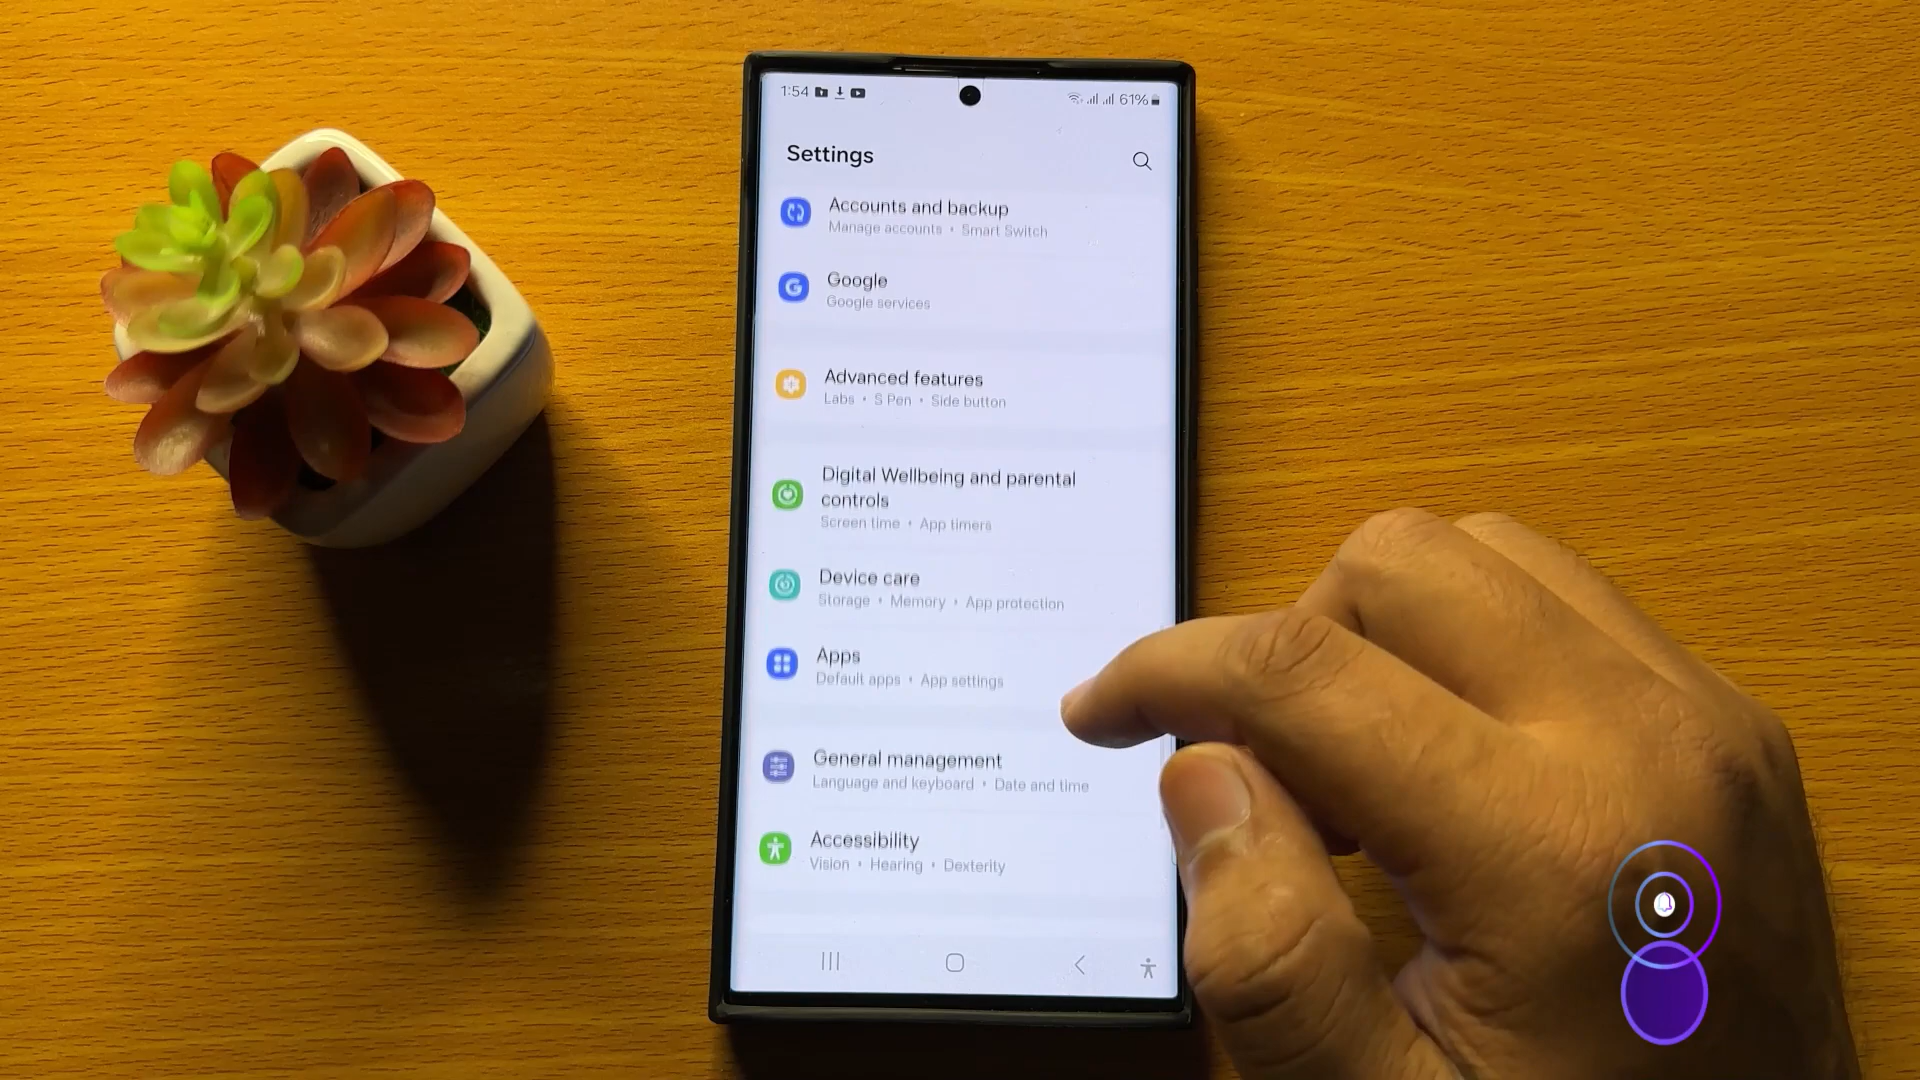 1:54
61%
Settings
Accounts and backup
Manage accounts • Smart Switch
Google
Google services
Advanced features
Labs • S Pen • Side button
Digital Wellbeing and parental
controls
Screen time • App timers
Device care
Storage • Memory • App protection
Apps
Default apps • App settings
General management
Language and keyboard • Date and time
Accessibility
Vision • Hearing • Dexterity